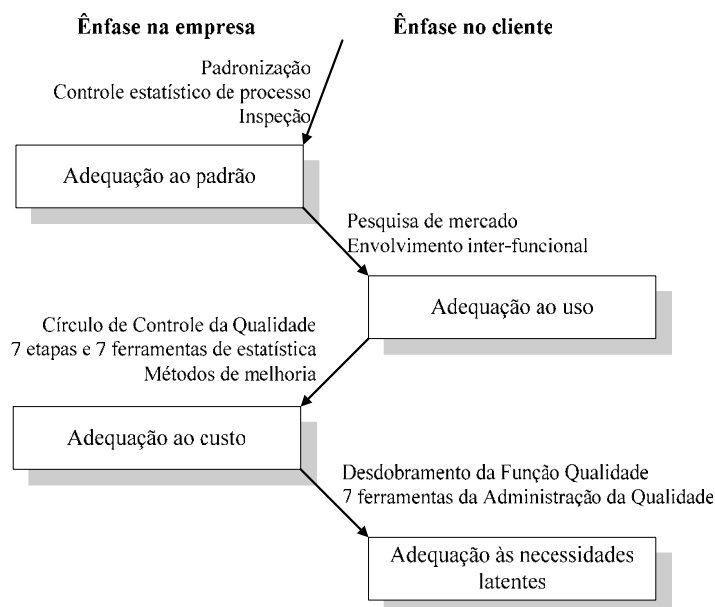 Ênfase na empresa
Ênfase no cliente
Padronização
Controle estatístico de processo
Inspeção
Adequação ao padrão
Pesquisa de mercado
Envolvimento inter-funcional
Adequação ao uso
Círculo de Controle da Qualidade
7 etapas e 7 ferramentas de estatística
Métodos de melhoria
Adequação ao custo
Desdobramento da Função Qualidade
7 ferramentas da Administração da Qualidade
Adequação às necessidades
latentes